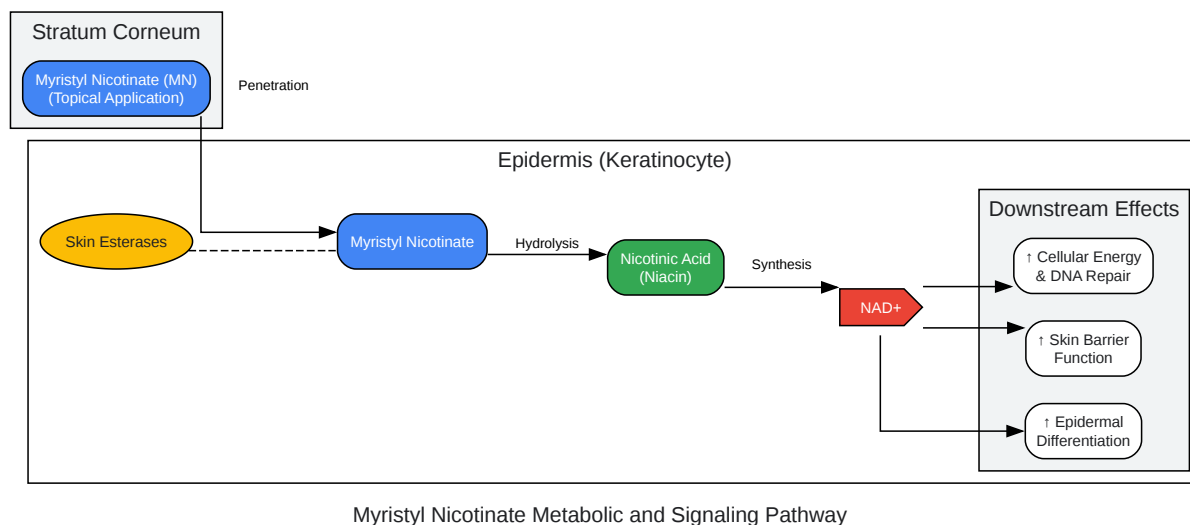 Stratum Corneum
Myristyl Nicotinate (MN)
(Topical Application)
Penetration
Epidermis (Keratinocyte)
Skin Esterases
Myristyl Nicotinate
Hydrolysis
Nicotinic Acid
(Niacin)
Synthesis
NAD+
Downstream Effects
↑ Cellular Energy
& DNA Repair
↑ Skin Barrier
Function
↑ Epidermal
Differentiation
Myristyl Nicotinate Metabolic and Signaling Pathway